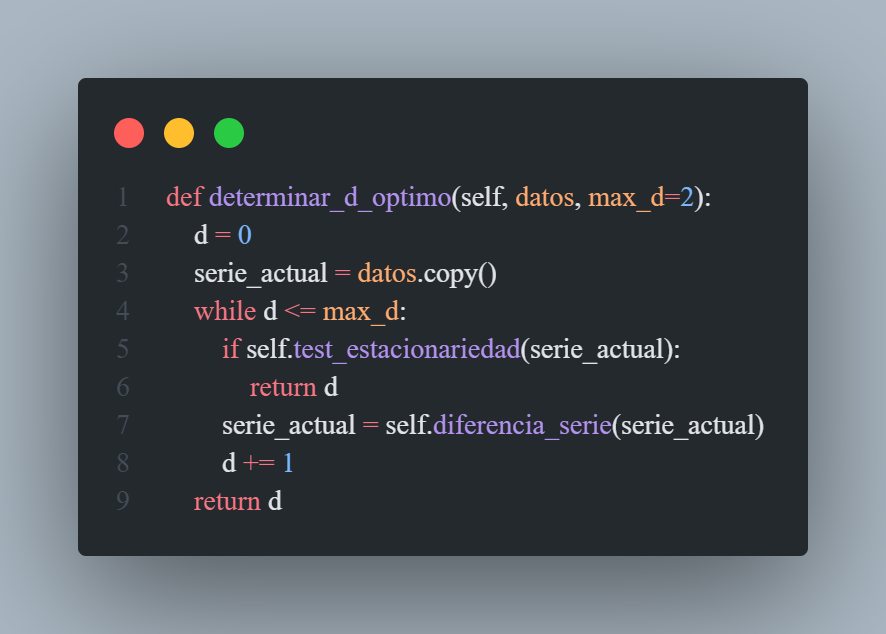 1 def determinar_d_optimo(self, datos, max_d=2):
2 d = 0
3 serie_actual = datos.copy()
4 while d <= max_d:
5 if self.test_estacionariedad(serie_actual):
6 return d
7 serie_actual = self.diferencia_serie(serie_actual)
8 d += 1
9 return d